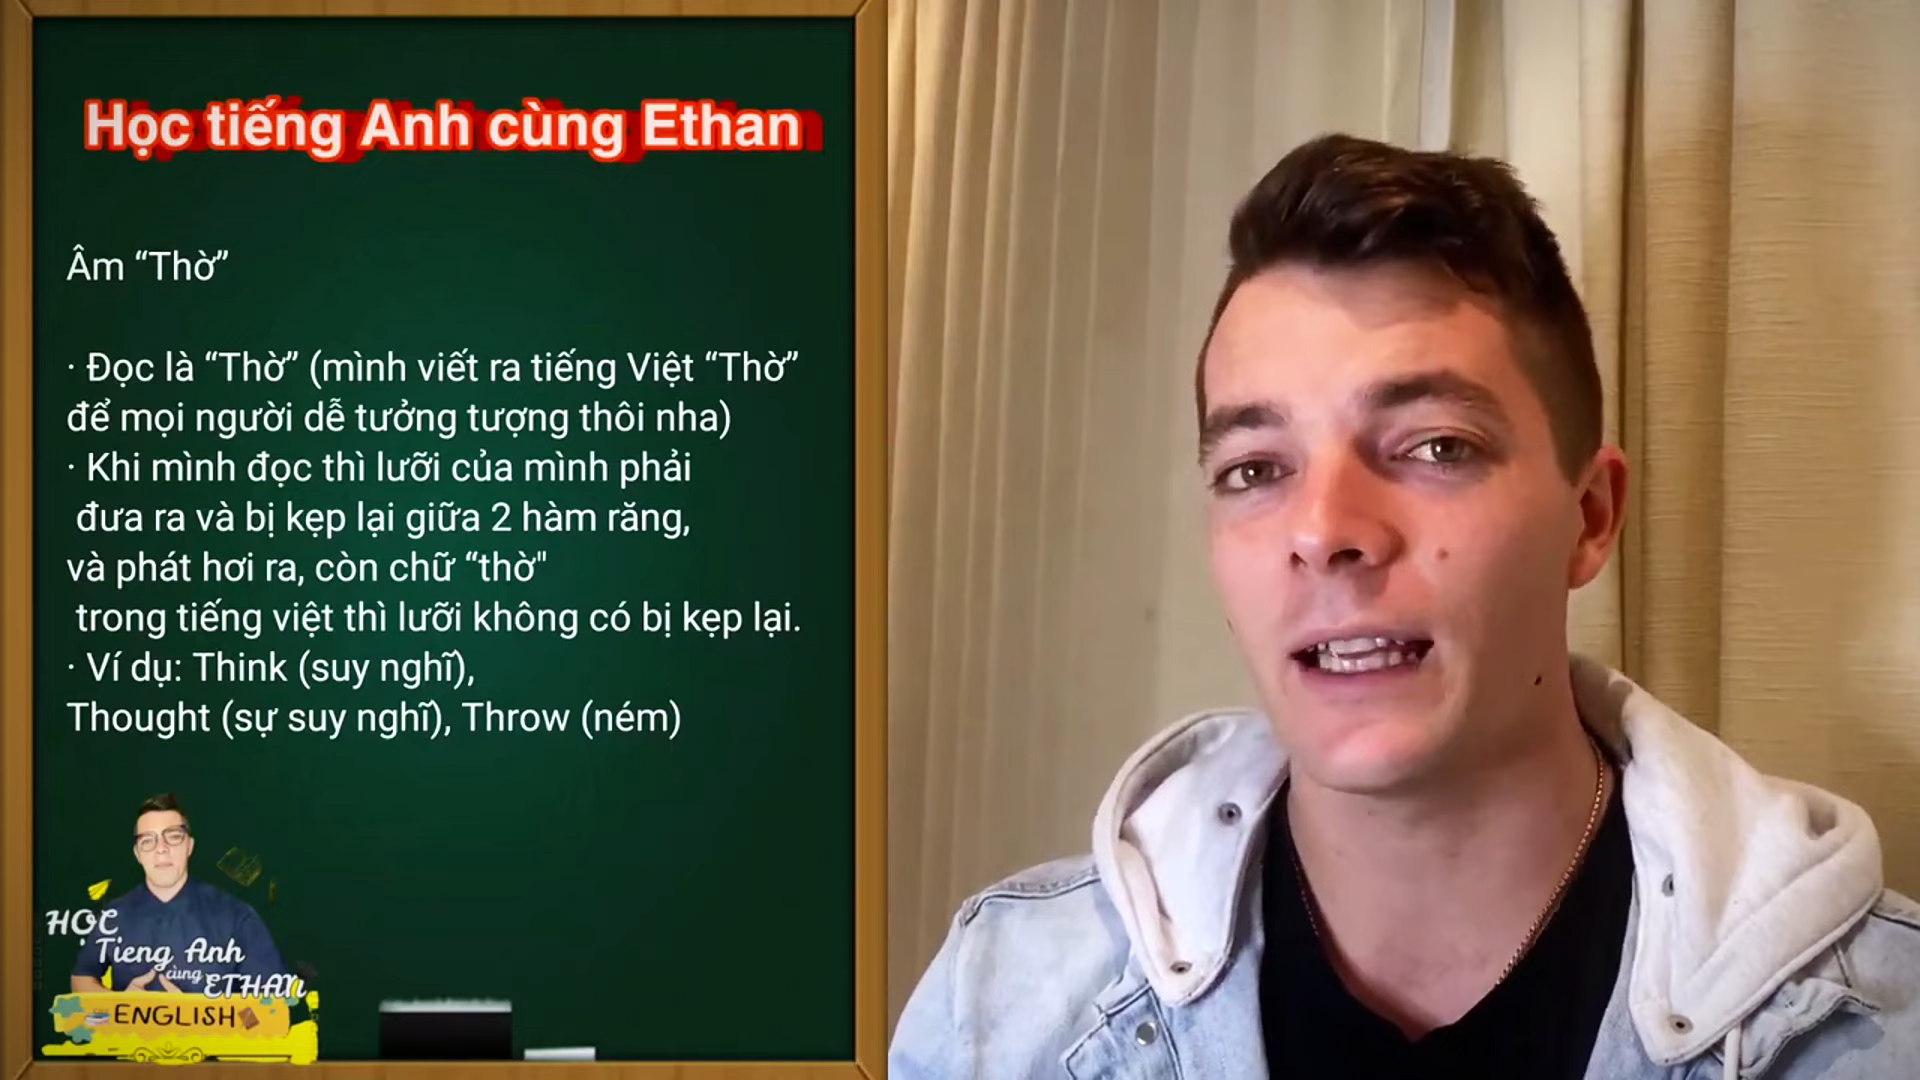 Học tiếng Anh cùng Ethan
Âm “Thờ”
· Đọc là “Thờ” (mình viết ra tiếng Việt “Thờ”
để mọi người dễ tưởng tượng thôi nha)
· Khi mình đọc thì lưỡi của mình phải
đưa ra và bị kẹp lại giữa 2 hàm răng,
và phát hơi ra, còn chữ “thờ"
trong tiếng việt thì lưỡi không có bị kẹp lại.
· Ví dụ: Think (suy nghĩ),
Thought (sự suy nghĩ), Throw (ném)
HỌC
Tieng Anh
cùng
ETHAN
ENGLISH